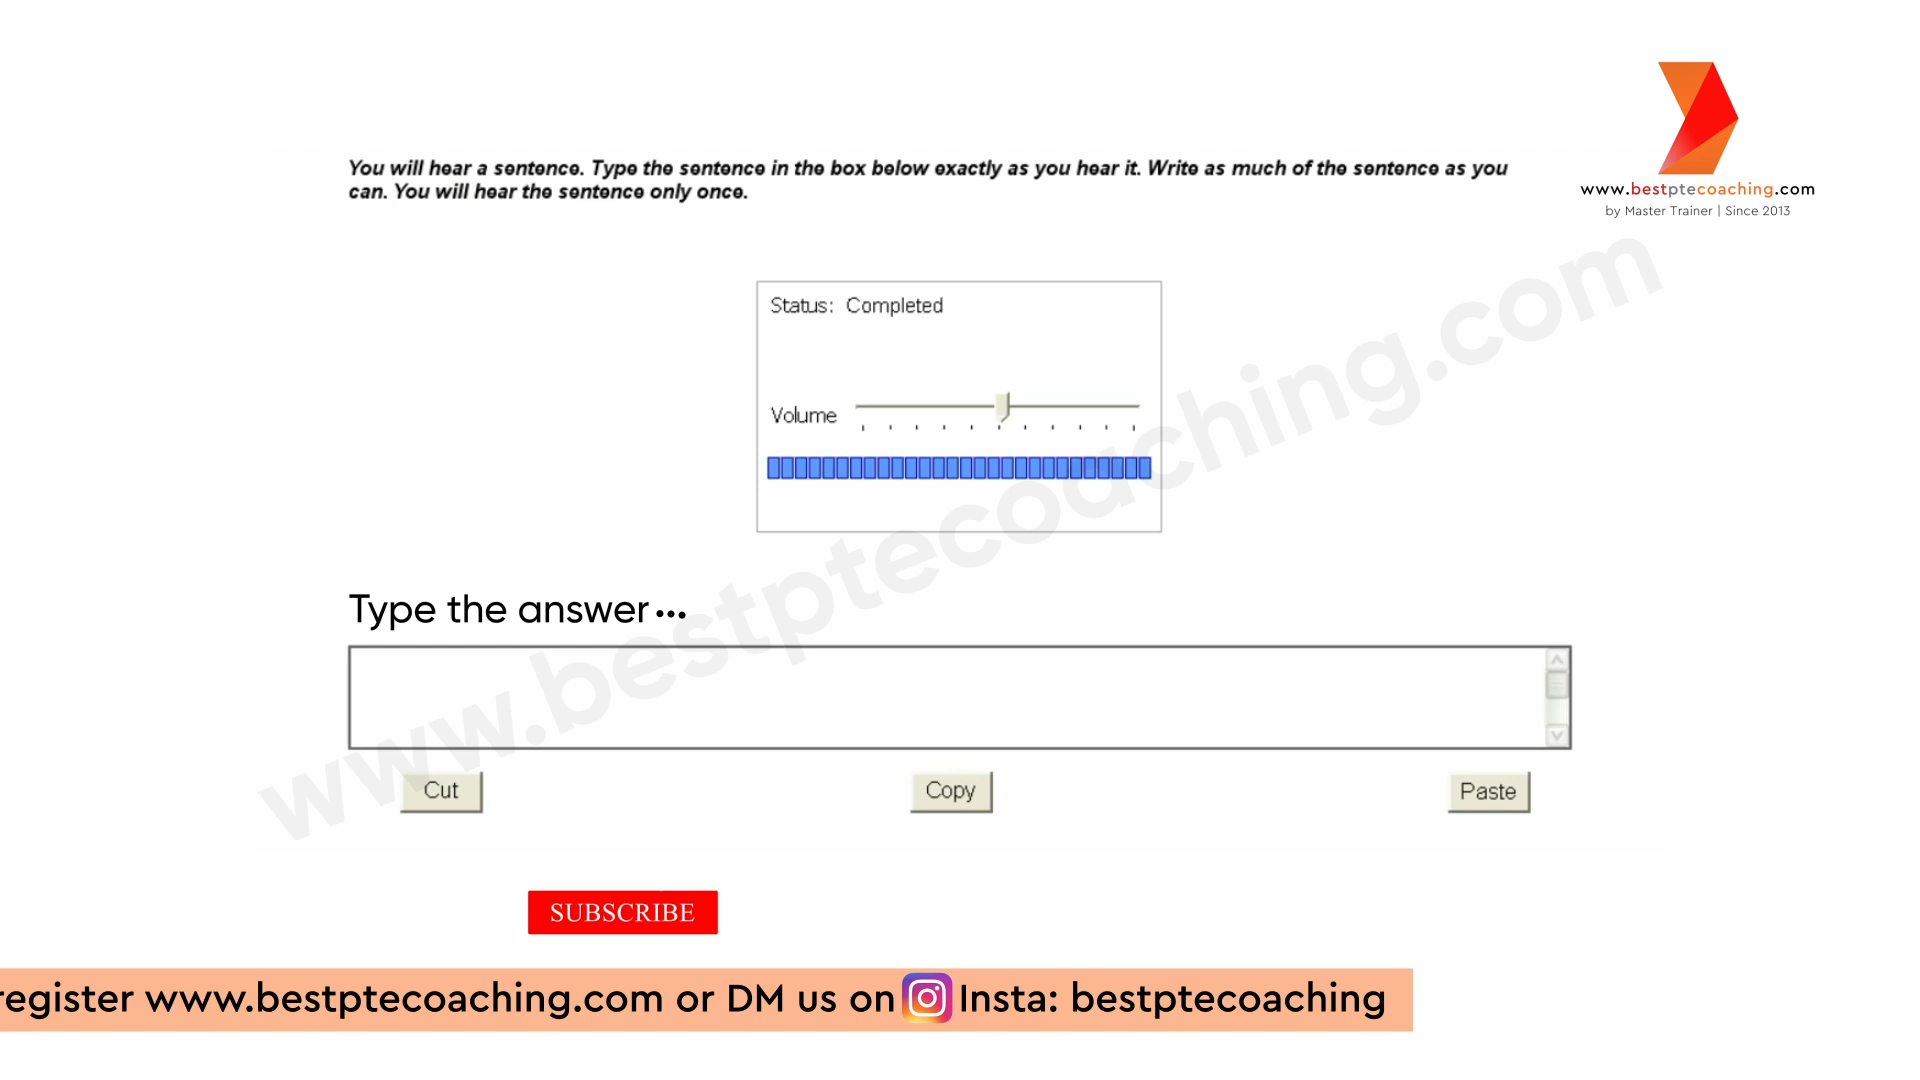 You will hear a sentence. Type the sentence in the box below exactly as you hear it. Write as much of the sentence as you
can. You will hear the sentence only once.
www.bestptecoaching.com
by Master Trainer | Since 2013
Status: Completed
Volume
www.bestptecoaching.com
Type the answer...
Cut
Copy
Paste
SUBSCRIBE
register www.bestptecoaching.com or DM us on Insta: bestptecoaching